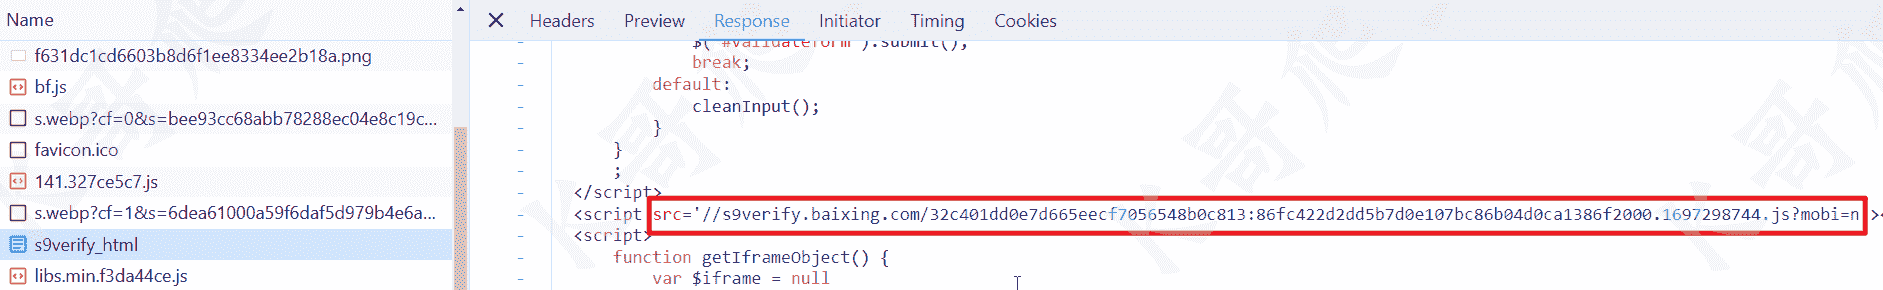 Name
f631dc1cd6603b8d6f1ee8334ee2b18a.png
bf.js
s.webp?cf=0&s=bee93cc68abb78288ec04e8c19c...
favicon.ico
141.327ce5c7.js
s.webp?cf=1&s=6dea61000a59f6daf5d979b4e6a...
s9verify_html
libs.min.f3da44ce.js
Headers Preview Response Initiator Timing Cookies
$("#validateform").submit();
break;
default:
cleanInput();
}
}
;
</script>
<script src='//s9verify.baixing.com/32c401dd0e7d665eecf7056548b0c813:86fc422d2dd5b7d0e107bc86b04d0ca1386f2000.1697298744.js?mobi=n'><
<script>
function getIframeObject() {
var $iframe = null